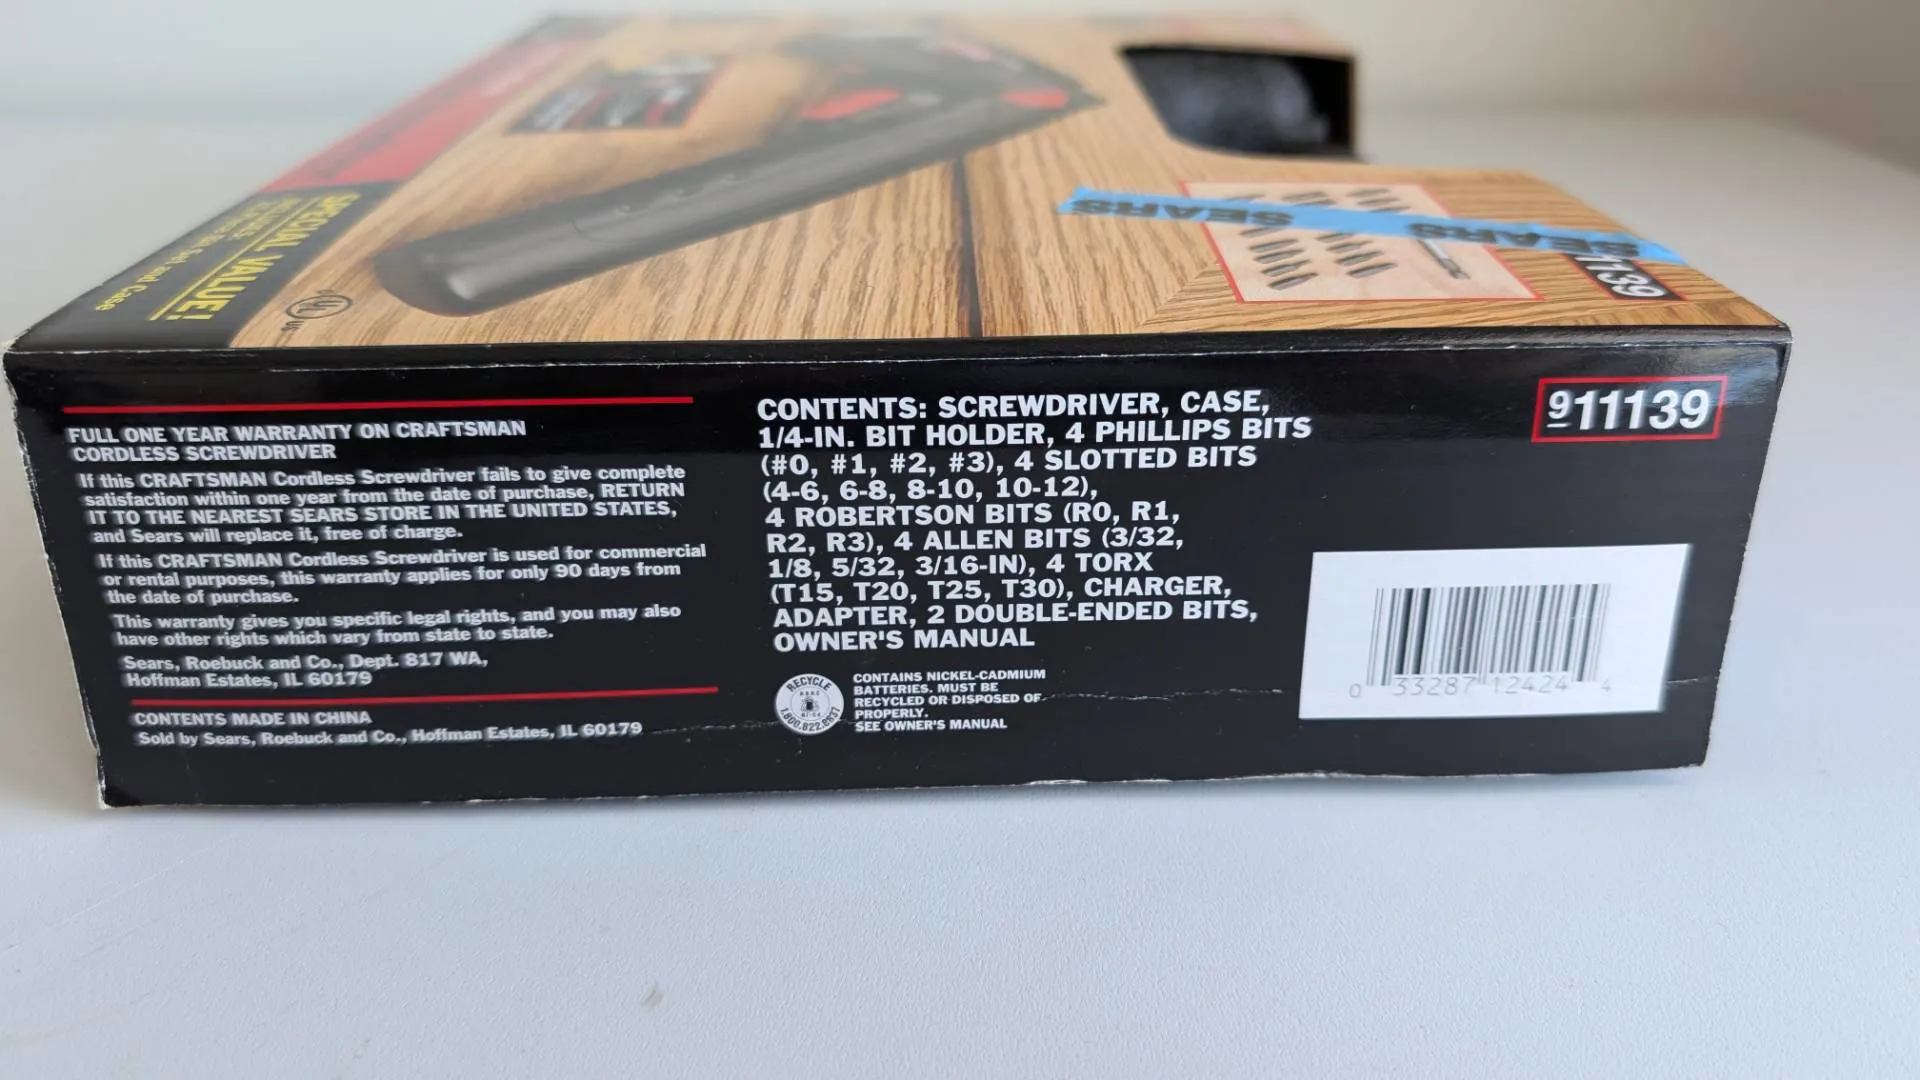 SPECIAL VALUE!
and Case
UL
US
SEARS SEARS SEARS SEARS
FULL ONE YEAR WARRANTY ON CRAFTSMAN
CORDLESS SCREWDRIVER
If this CRAFTSMAN Cordless Screwdriver fails to give complete
satisfaction within one year from the date of purchase, RETURN
IT TO THE NEAREST SEARS STORE IN THE UNITED STATES,
and Sears will replace it, free of charge.
If this CRAFTSMAN Cordless Screwdriver is used for commercial
or rental purposes, this warranty applies for only 90 days from
the date of purchase.
This warranty gives you specific legal rights, and you may also
have other rights which vary from state to state.
Sears, Roebuck and Co., Dept. 817 WA,
Hoffman Estates, IL 60179
CONTENTS MADE IN CHINA
Sold by Sears, Roebuck and Co., Hoffman Estates, IL 60179
CONTENTS: SCREWDRIVER, CASE,
1/4-IN. BIT HOLDER, 4 PHILLIPS BITS
(#0, #1, #2, #3), 4 SLOTTED BITS
(4-6, 6-8, 8-10, 10-12),
4 ROBERTSON BITS (R0, R1,
R2, R3), 4 ALLEN BITS (3/32,
1/8, 5/32, 3/16-IN), 4 TORX
(T15, T20, T25, T30), CHARGER,
ADAPTER, 2 DOUBLE-ENDED BITS,
OWNER'S MANUAL
RECYCLE
CONTAINS NICKEL-CADMIUM
BATTERIES. MUST BE
RECYCLED OR DISPOSED OF
PROPERLY.
SEE OWNER'S MANUAL
911139
0 33287 12424 4